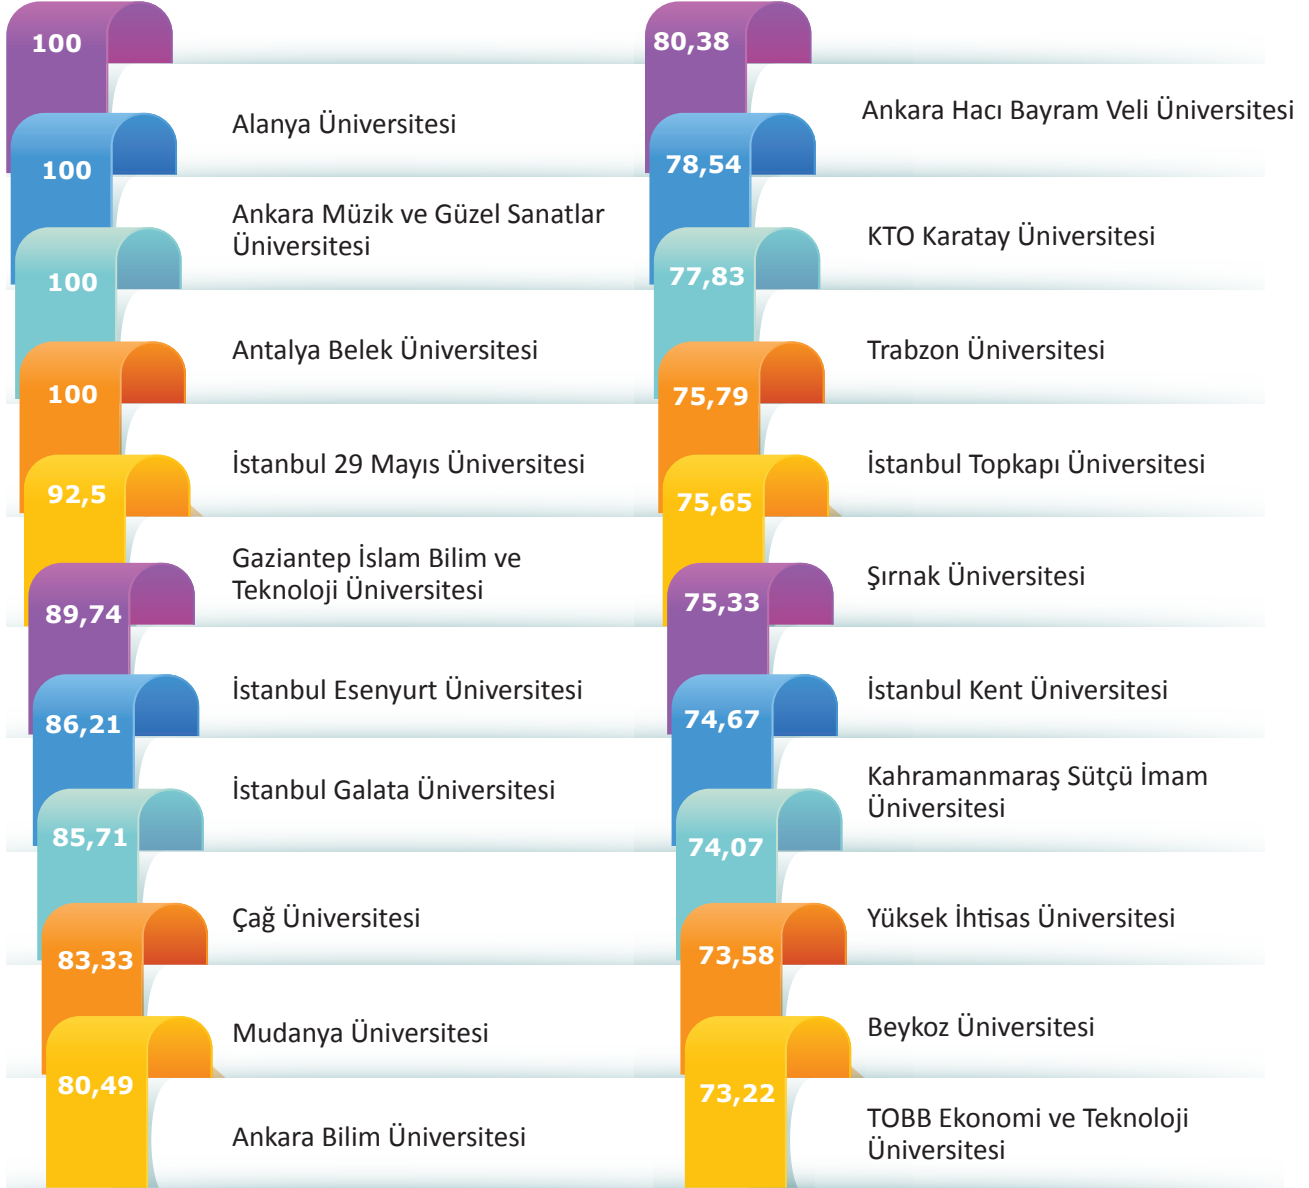 100
Alanya Üniversitesi
100
Ankara Müzik ve Güzel Sanatlar
Üniversitesi
100
Antalya Belek Üniversitesi
100
İstanbul 29 Mayıs Üniversitesi
92,5
Gaziantep İslam Bilim ve
Teknoloji Üniversitesi
89,74
İstanbul Esenyurt Üniversitesi
86,21
İstanbul Galata Üniversitesi
85,71
Çağ Üniversitesi
83,33
Mudanya Üniversitesi
80,49
Ankara Bilim Üniversitesi
80,38
Ankara Hacı Bayram Veli Üniversitesi
78,54
KTO Karatay Üniversitesi
77,83
Trabzon Üniversitesi
75,79
İstanbul Topkapı Üniversitesi
75,65
Şırnak Üniversitesi
75,33
İstanbul Kent Üniversitesi
74,67
Kahramanmaraş Sütçü İmam
Üniversitesi
74,07
Yüksek İhtisas Üniversitesi
73,58
Beykoz Üniversitesi
73,22
TOBB Ekonomi ve Teknoloji
Üniversitesi